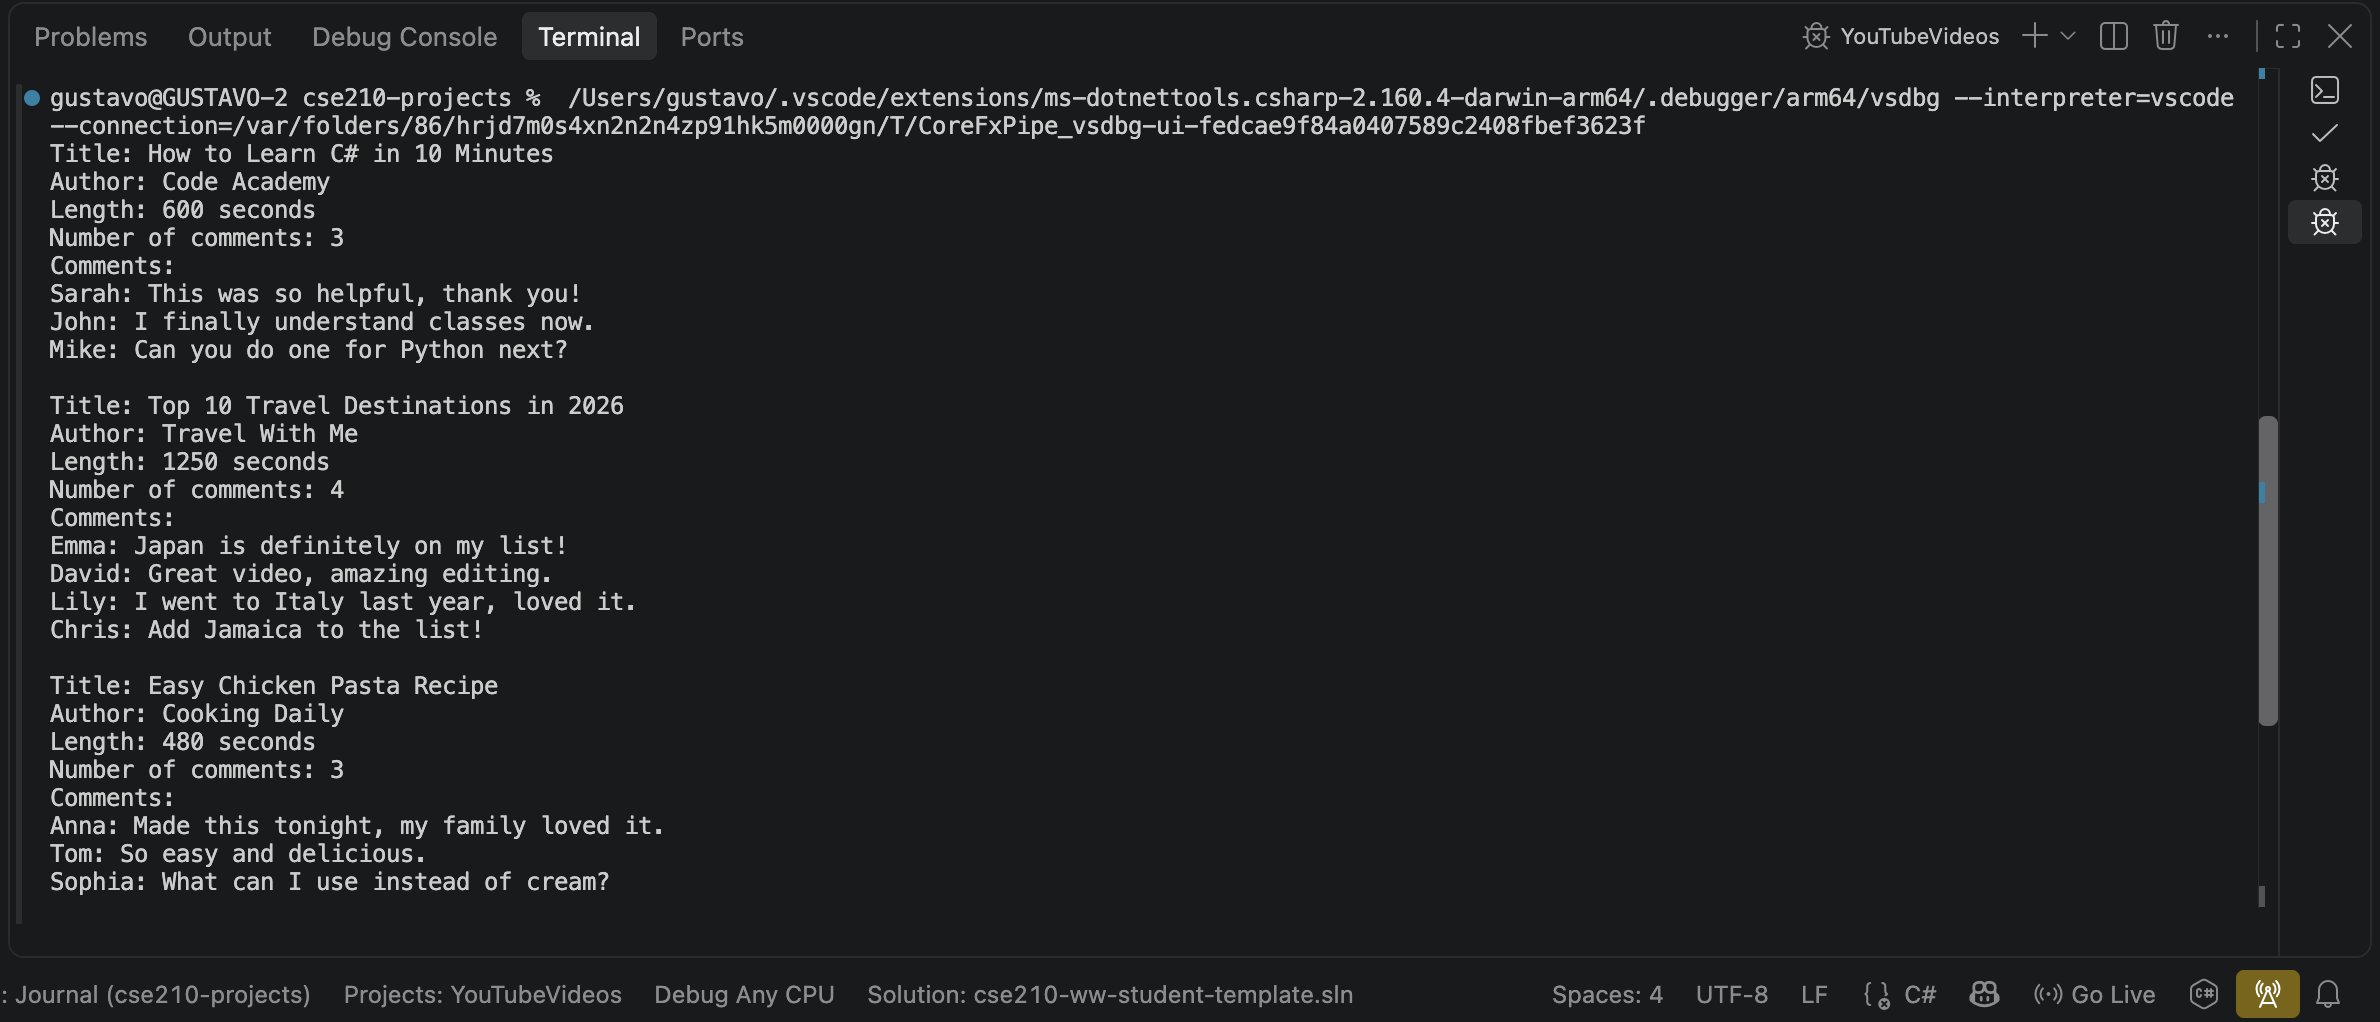 Problems Output Debug Console Terminal Ports YouTubeVideos
gustavo@GUSTAVO-2 cse210-projects %  /Users/gustavo/.vscode/extensions/ms-dotnettools.csharp-2.160.4-darwin-arm64/.debugger/arm64/vsdbg --interpreter=vscode
--connection=/var/folders/86/hrjd7m0s4xn2n2n4zp91hk5m0000gn/T/CoreFxPipe_vsdbg-ui-fedcae9f84a0407589c2408fbef3623f
Title: How to Learn C# in 10 Minutes
Author: Code Academy
Length: 600 seconds
Number of comments: 3
Comments:
Sarah: This was so helpful, thank you!
John: I finally understand classes now.
Mike: Can you do one for Python next?

Title: Top 10 Travel Destinations in 2026
Author: Travel With Me
Length: 1250 seconds
Number of comments: 4
Comments:
Emma: Japan is definitely on my list!
David: Great video, amazing editing.
Lily: I went to Italy last year, loved it.
Chris: Add Jamaica to the list!

Title: Easy Chicken Pasta Recipe
Author: Cooking Daily
Length: 480 seconds
Number of comments: 3
Comments:
Anna: Made this tonight, my family loved it.
Tom: So easy and delicious.
Sophia: What can I use instead of cream?

: Journal (cse210-projects) Projects: YouTubeVideos Debug Any CPU Solution: cse210-ww-student-template.sln Spaces: 4 UTF-8 LF C# Go Live C#